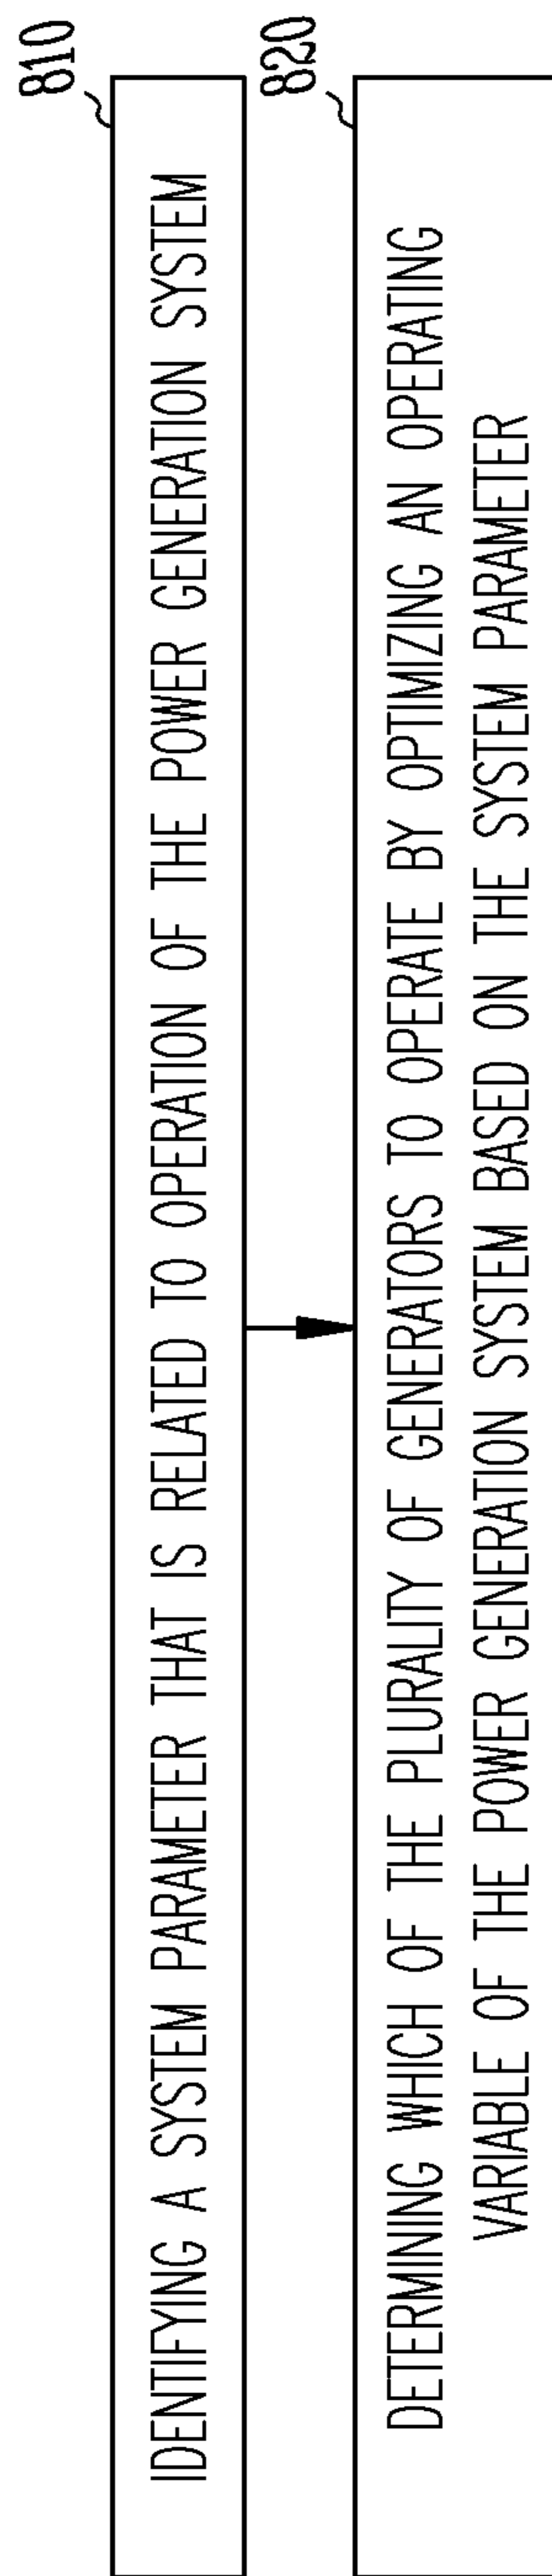 810
IDENTIFYING A SYSTEM PARAMETER THAT IS RELATED TO OPERATION OF THE POWER GENERATION SYSTEM
820
DETERMINING WHICH OF THE PLURALITY OF GENERATORS TO OPERATE BY OPTIMIZING AN OPERATING
VARIABLE OF THE POWER GENERATION SYSTEM BASED ON THE SYSTEM PARAMETER